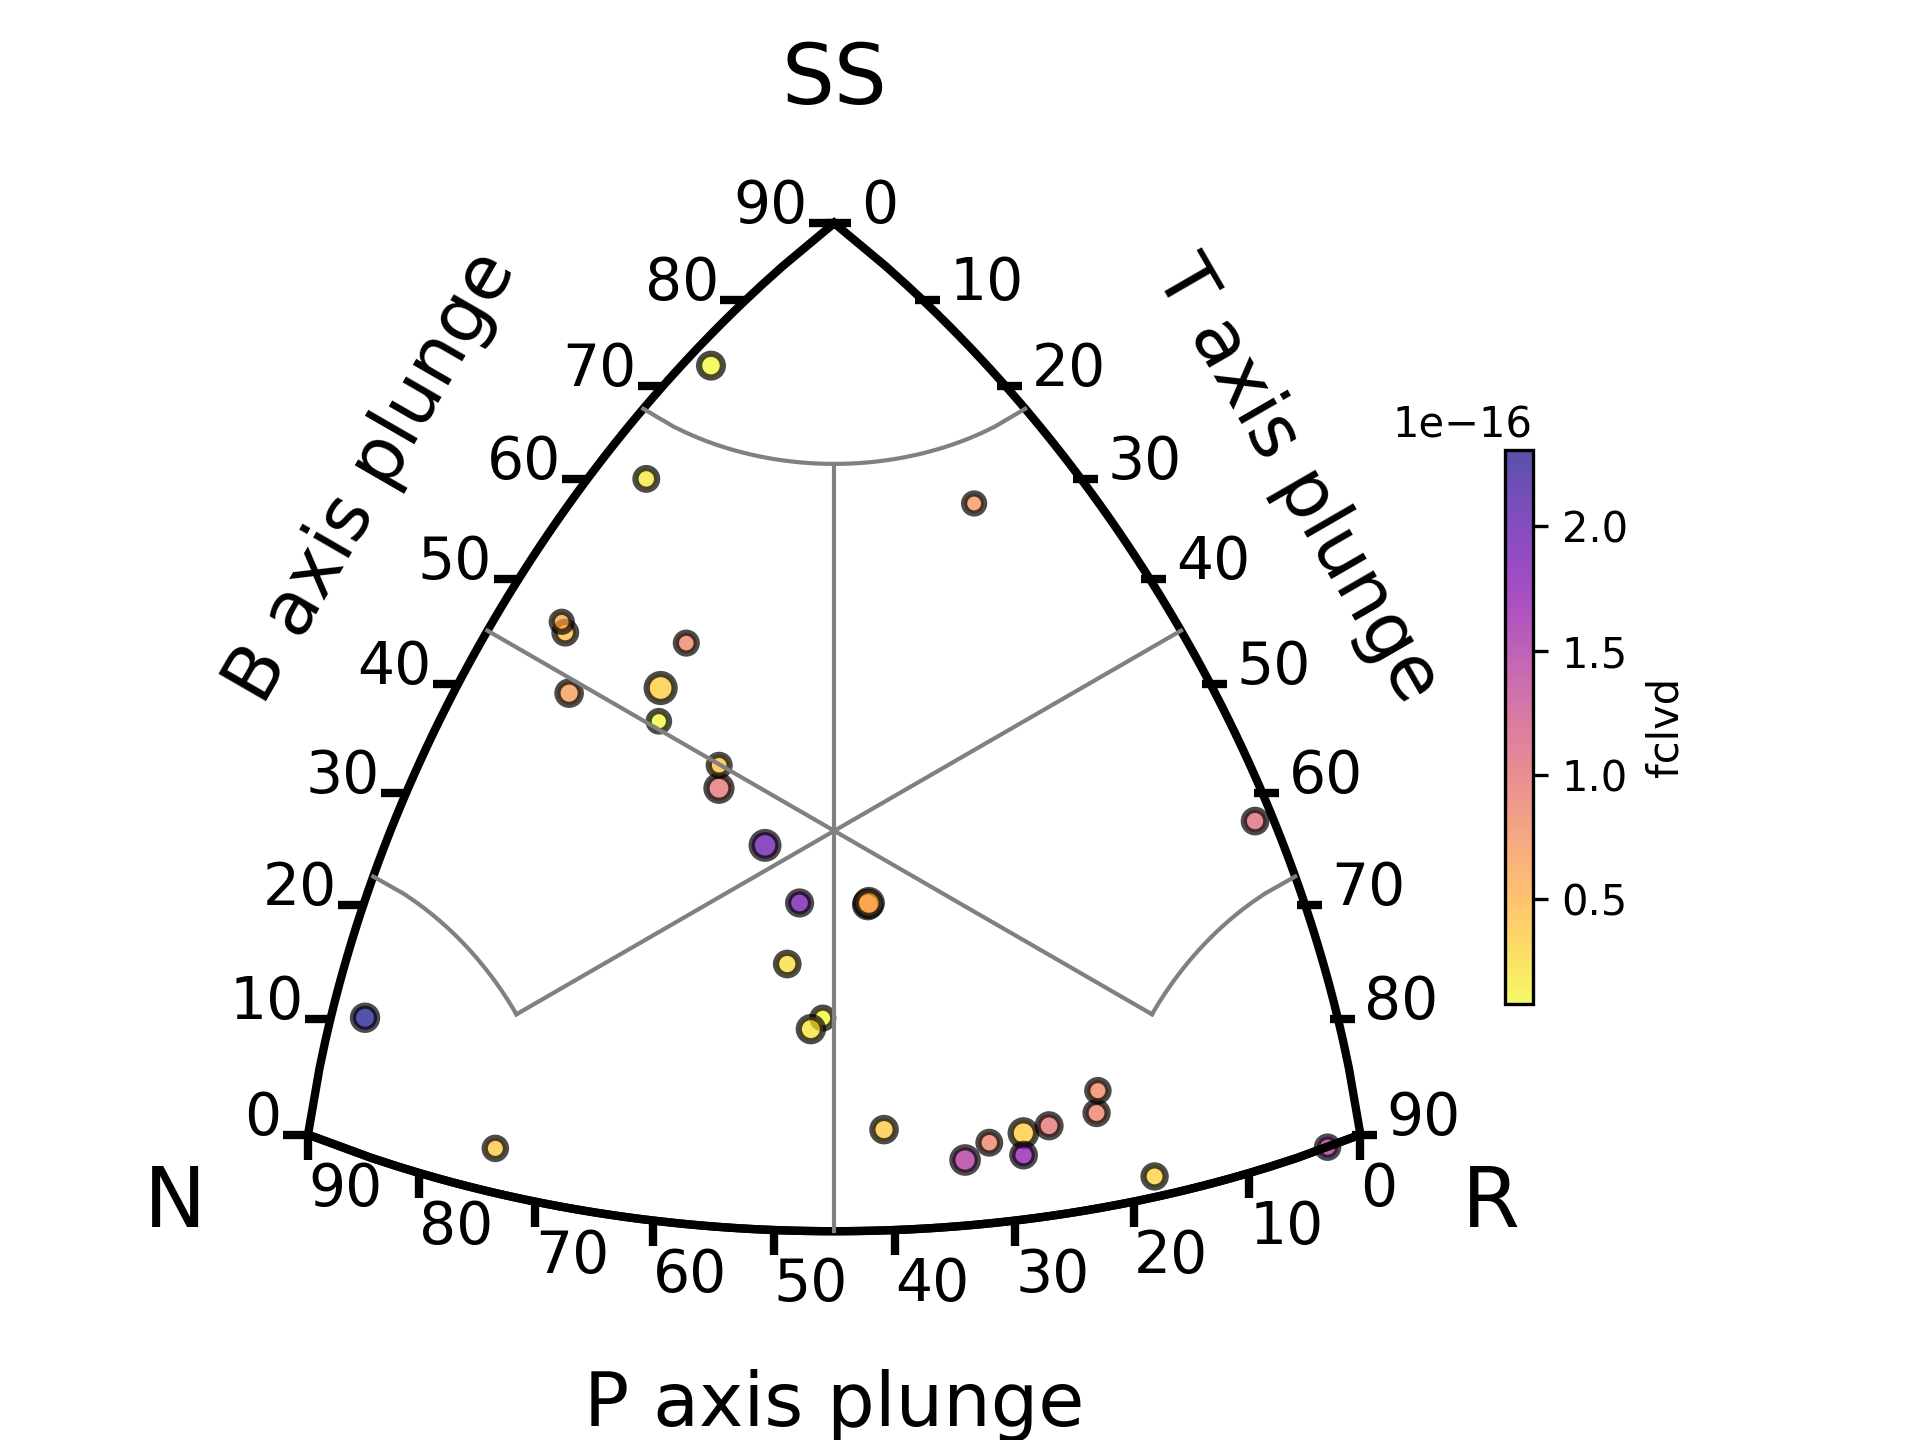 SS
90 0
80 10
70 20
60 30
50 40
40 50
30 60
20 70
10 80
0 90
B axis plunge
T axis plunge
N R
90 80 70 60 50 40 30 20 10 0
P axis plunge
1e−16
2.0
1.5
1.0
0.5
fclvd